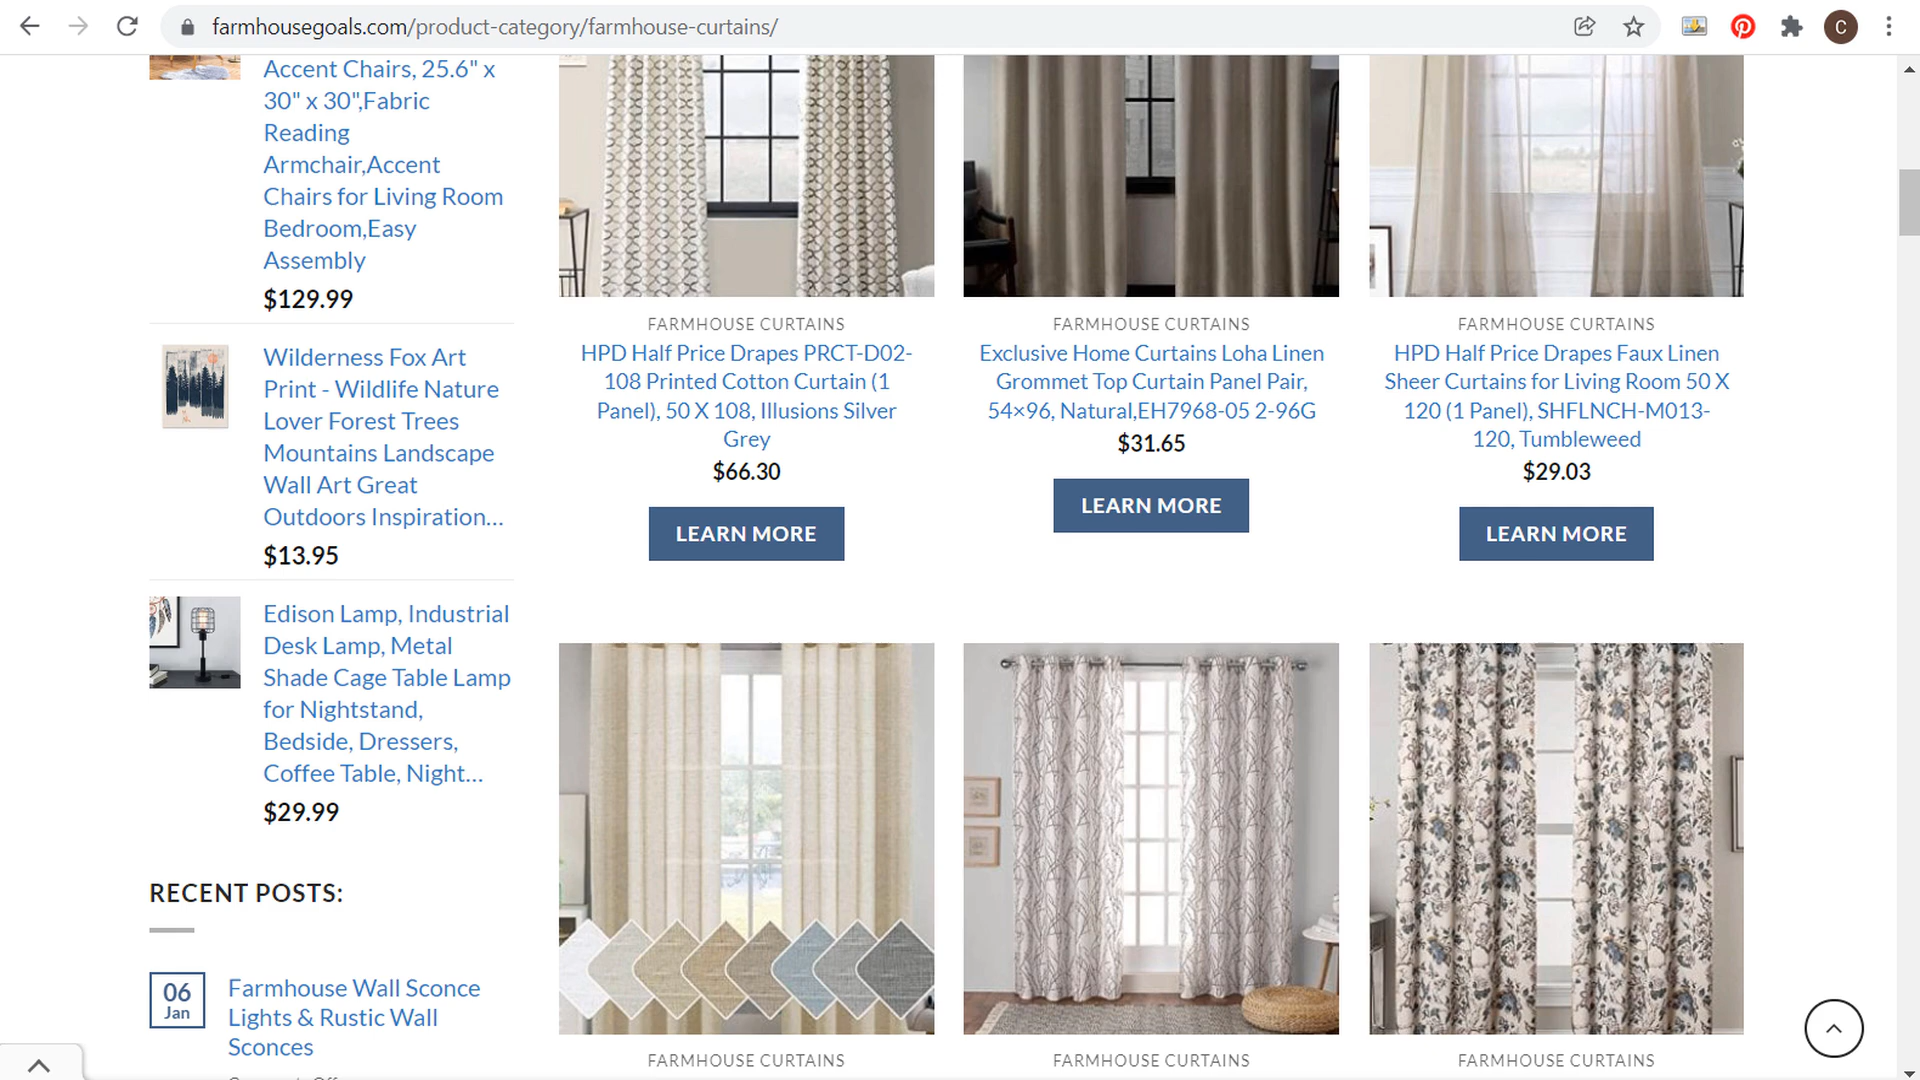 farmhousegoals.com/product-category/farmhouse-curtains/
C
Accent Chairs, 25.6" x
30" x 30",Fabric
Reading
Armchair,Accent
Chairs for Living Room
Bedroom,Easy
Assembly
$129.99
Wilderness Fox Art
Print - Wildlife Nature
Lover Forest Trees
Mountains Landscape
Wall Art Great
Outdoors Inspiration...
$13.95
Edison Lamp, Industrial
Desk Lamp, Metal
Shade Cage Table Lamp
for Nightstand,
Bedside, Dressers,
Coffee Table, Night...
$29.99
RECENT POSTS:
06
Jan
Farmhouse Wall Sconce
Lights & Rustic Wall
Sconces
FARMHOUSE CURTAINS
HPD Half Price Drapes PRCT-D02-
108 Printed Cotton Curtain (1
Panel), 50 X 108, Illusions Silver
Grey
$66.30
LEARN MORE
FARMHOUSE CURTAINS
Exclusive Home Curtains Loha Linen
Grommet Top Curtain Panel Pair,
54×96, Natural,EH7968-05 2-96G
$31.65
LEARN MORE
FARMHOUSE CURTAINS
HPD Half Price Drapes Faux Linen
Sheer Curtains for Living Room 50 X
120 (1 Panel), SHFLNCH-M013-
120, Tumbleweed
$29.03
LEARN MORE
FARMHOUSE CURTAINS
FARMHOUSE CURTAINS
FARMHOUSE CURTAINS